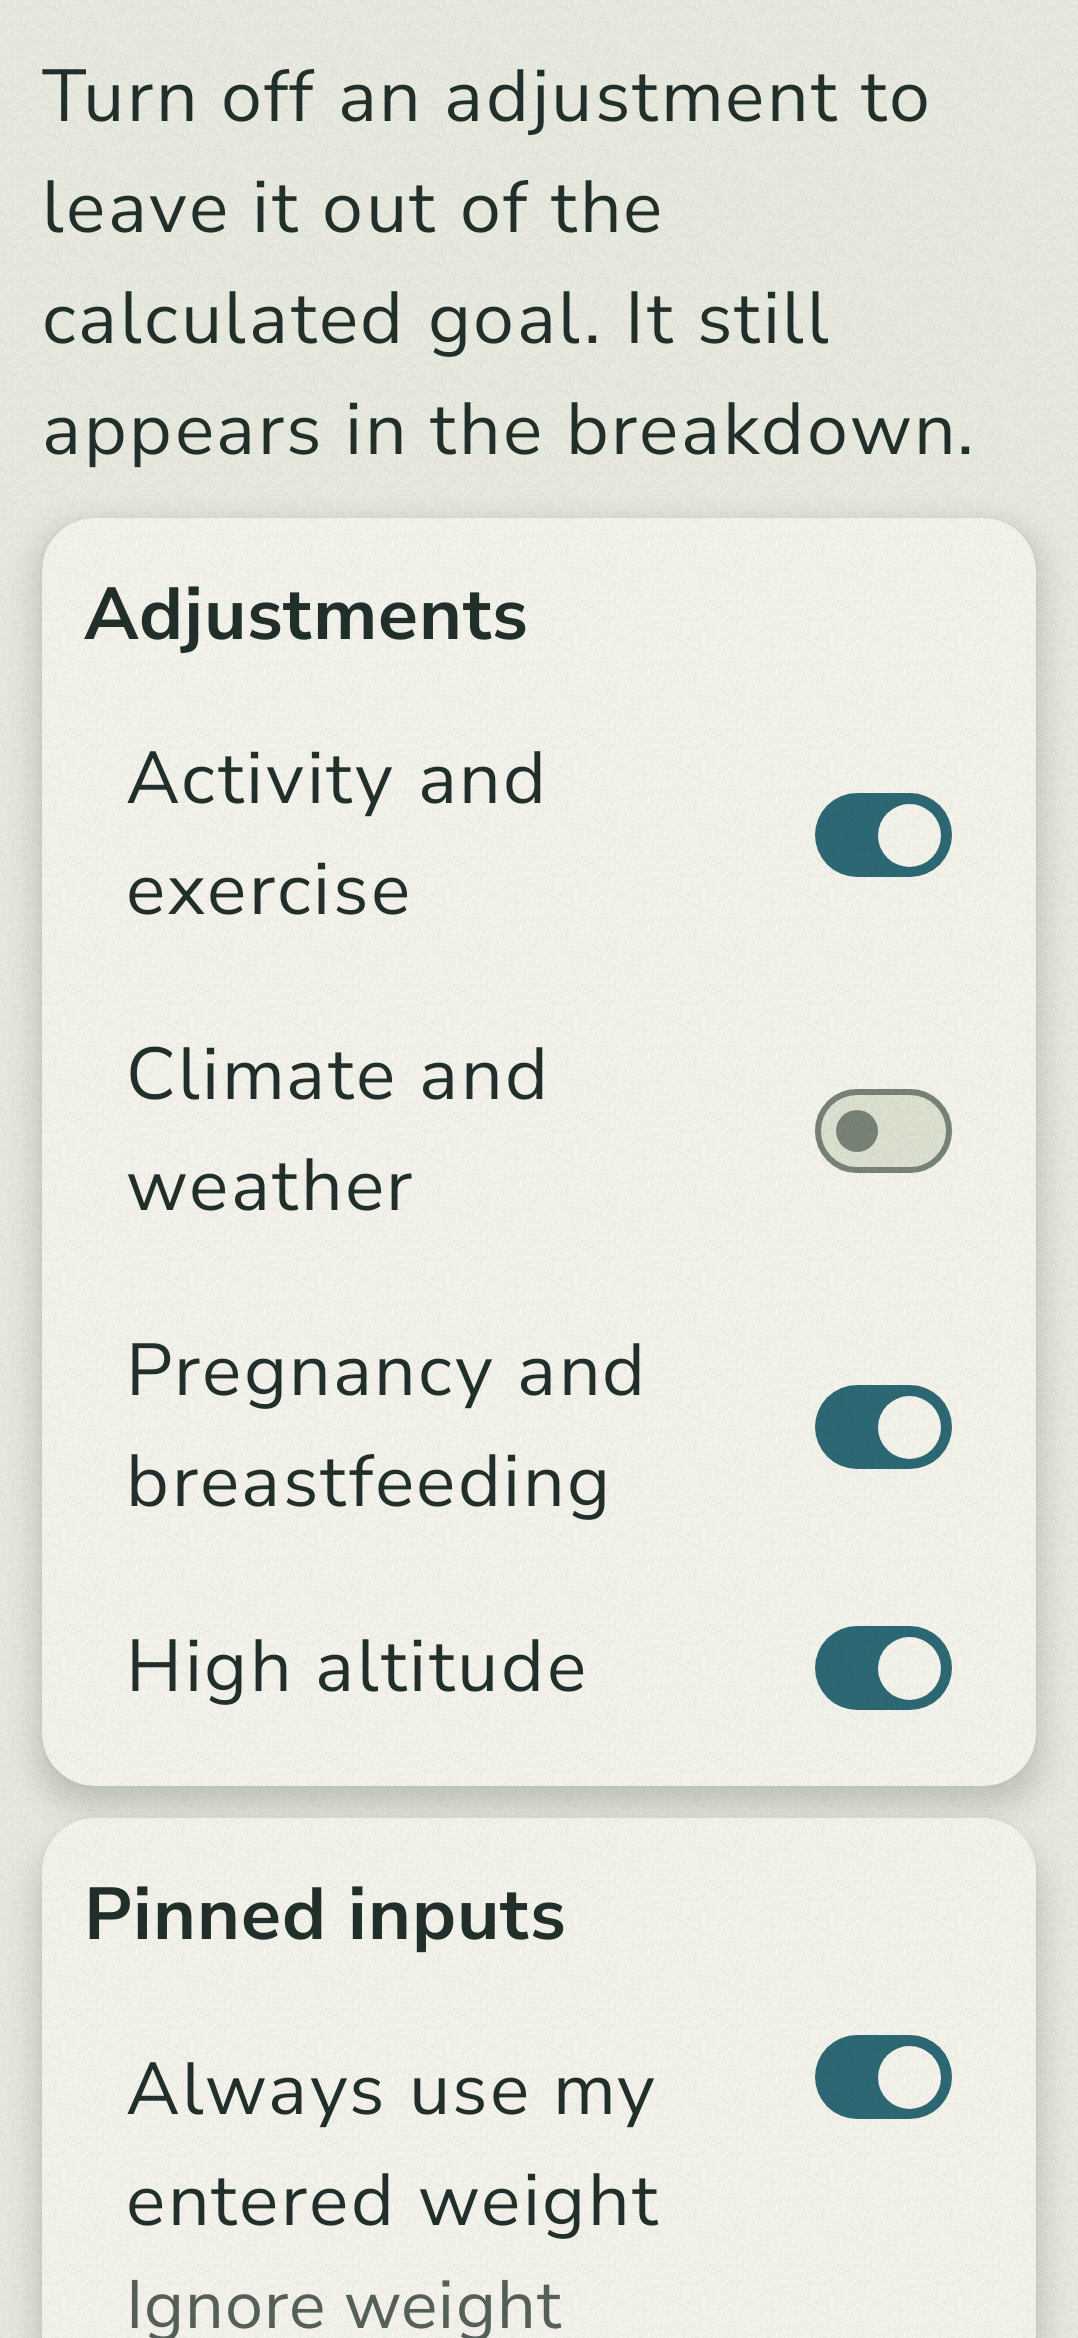 Turn off an adjustment to
leave it out of the
calculated goal. It still
appears in the breakdown.
Adjustments
Activity and
exercise
Climate and
weather
Pregnancy and
breastfeeding
High altitude
Pinned inputs
Always use my
entered weight
Ignore weight